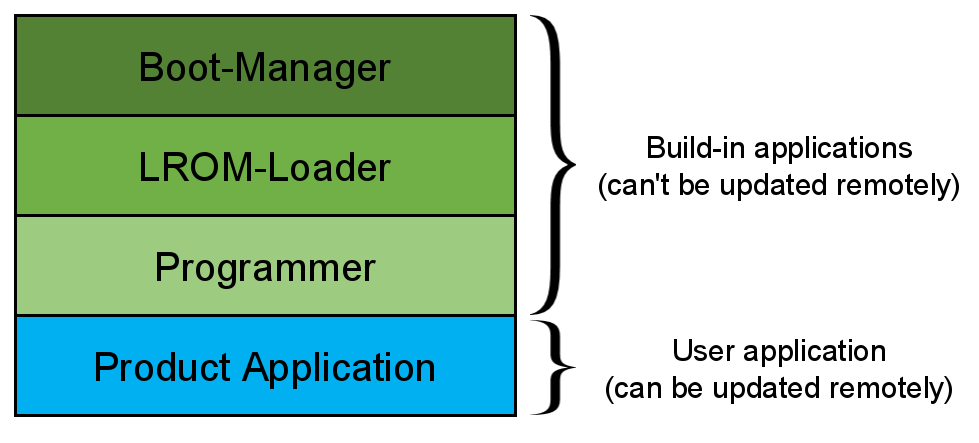 Boot-Manager
LROM-Loader
Programmer
Product Application
Build-in applications
(can't be updated remotely)
User application
(can be updated remotely)